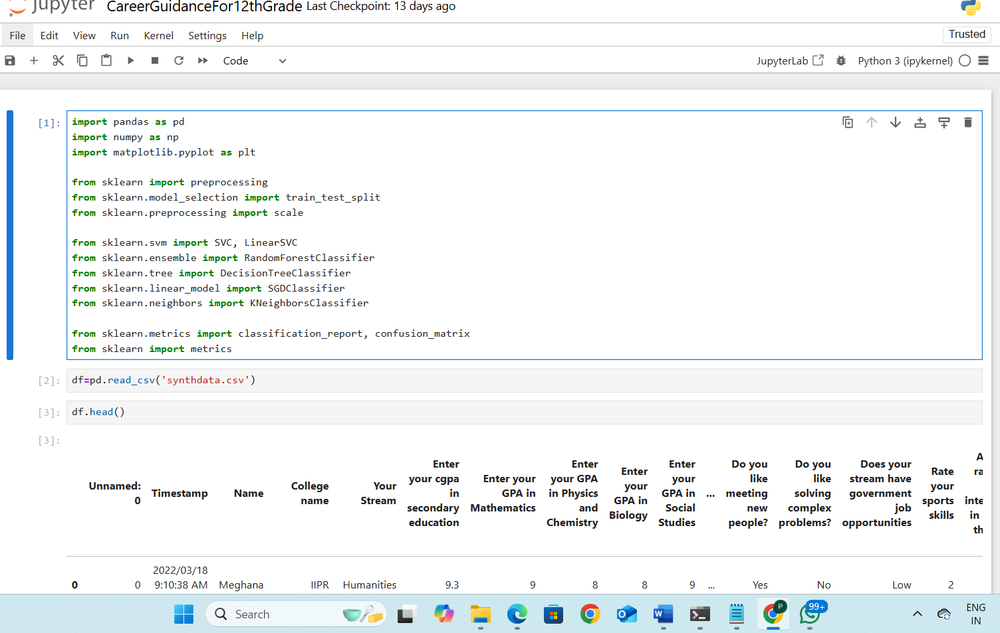 jupyter CareerGuidanceFor12thGrade Last Checkpoint: 13 days ago
File Edit View Run Kernel Settings Help Trusted
Code JupyterLab Python 3 (ipykernel)
[1]: import pandas as pd
import numpy as np
import matplotlib.pyplot as plt
from sklearn import preprocessing
from sklearn.model_selection import train_test_split
from sklearn.preprocessing import scale
from sklearn.svm import SVC, LinearSVC
from sklearn.ensemble import RandomForestClassifier
from sklearn.tree import DecisionTreeClassifier
from sklearn.linear_model import SGDClassifier
from sklearn.neighbors import KNeighborsClassifier
from sklearn.metrics import classification_report, confusion_matrix
from sklearn import metrics
[2]: df=pd.read_csv('synthdata.csv')
[3]: df.head()
[3]:
Unnamed:
0
Timestamp
Name
College
name
Your
Stream
Enter
your cgpa
in
secondary
education
Enter your
GPA in
Mathematics
Enter
your GPA
in Physics
and
Chemistry
Enter
your
GPA in
Biology
Enter
your
GPA in
Social
Studies
...
Do you
like
meeting
new
people?
Do you
like
solving
complex
problems?
Does your
stream have
government
job
opportunities
Rate
your
sports
skills
A
ra
inte
in
th
2022/03/18
0 0 9:10:38 AM Meghana IIPR Humanities 9.3 9 8 8 9 ... Yes No Low 2
Search
P
99+
ENG
IN